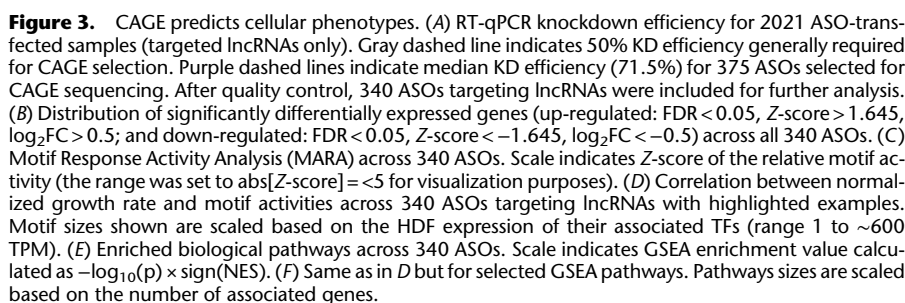 Figure 3. CAGE predicts cellular phenotypes. (A) RT-qPCR knockdown efficiency for 2021 ASO-trans-
fected samples (targeted lncRNAs only). Gray dashed line indicates 50% KD efficiency generally required
for CAGE selection. Purple dashed lines indicate median KD efficiency (71.5%) for 375 ASOs selected for
CAGE sequencing. After quality control, 340 ASOs targeting lncRNAs were included for further analysis.
(B) Distribution of significantly differentially expressed genes (up-regulated: FDR < 0.05, Z-score > 1.645,
log₂FC > 0.5; and down-regulated: FDR < 0.05, Z-score < −1.645, log₂FC < −0.5) across all 340 ASOs. (C)
Motif Response Activity Analysis (MARA) across 340 ASOs. Scale indicates Z-score of the relative motif ac-
tivity (the range was set to abs[Z-score] = <5 for visualization purposes). (D) Correlation between normal-
ized growth rate and motif activities across 340 ASOs targeting lncRNAs with highlighted examples.
Motif sizes shown are scaled based on the HDF expression of their associated TFs (range 1 to ∼600
TPM). (E) Enriched biological pathways across 340 ASOs. Scale indicates GSEA enrichment value calcu-
lated as −log₁₀(p) × sign(NES). (F) Same as in D but for selected GSEA pathways. Pathways sizes are scaled
based on the number of associated genes.